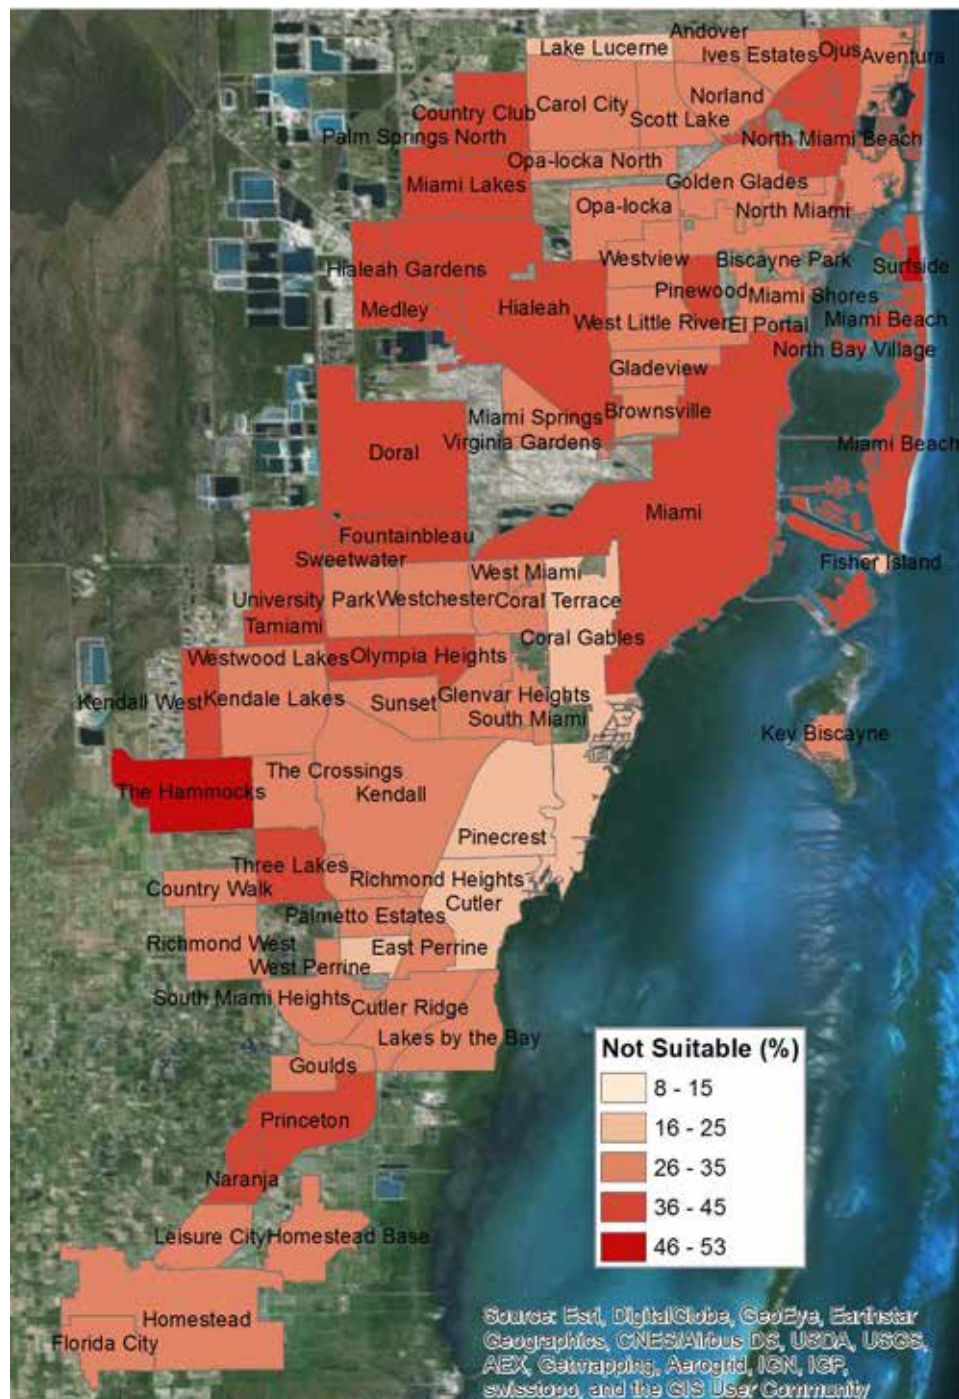 Andover
Lake Lucerne
Ives Estates
Ojus
Aventura
Carol City
Norland
Country Club
Scott Lake
Palm Springs North
North Miami Beach
Opa-locka North
Miami Lakes
Golden Glades
Opa-locka
North Miami
Westview
Biscayne Park
Surfside
Hialeah Gardens
Pinewood
Miami Shores
Medley
Hialeah
West Little River
El Portal
Miami Beach
North Bay Village
Gladeview
Miami Springs
Brownsville
Virginia Gardens
Miami Beach
Doral
Miami
Fountainbleau
Sweetwater
Fisher Island
West Miami
University Park
Westchester
Coral Terrace
Tamiami
Coral Gables
Westwood Lakes
Olympia Heights
Kendall West
Kendale Lakes
Sunset
Glenvar Heights
South Miami
Key Biscayne
The Crossings
The Hammocks
Kendall
Pinecrest
Three Lakes
Richmond Heights
Country Walk
Cutler
Palmetto Estates
Richmond West
East Perrine
West Perrine
South Miami Heights
Cutler Ridge
Lakes by the Bay
Goulds
Princeton
Naranja
Leisure City
Homestead Base
Homestead
Florida City
Not Suitable (%)
8 - 15
16 - 25
26 - 35
36 - 45
46 - 53
Source: Esri, DigitalGlobe, GeoEye, Earthstar
Geographics, CNES/Airbus DS, USDA, USGS,
AEX, Getmapping, Aerogrid, IGN, IGP,
swisstopo, and the GIS User Community